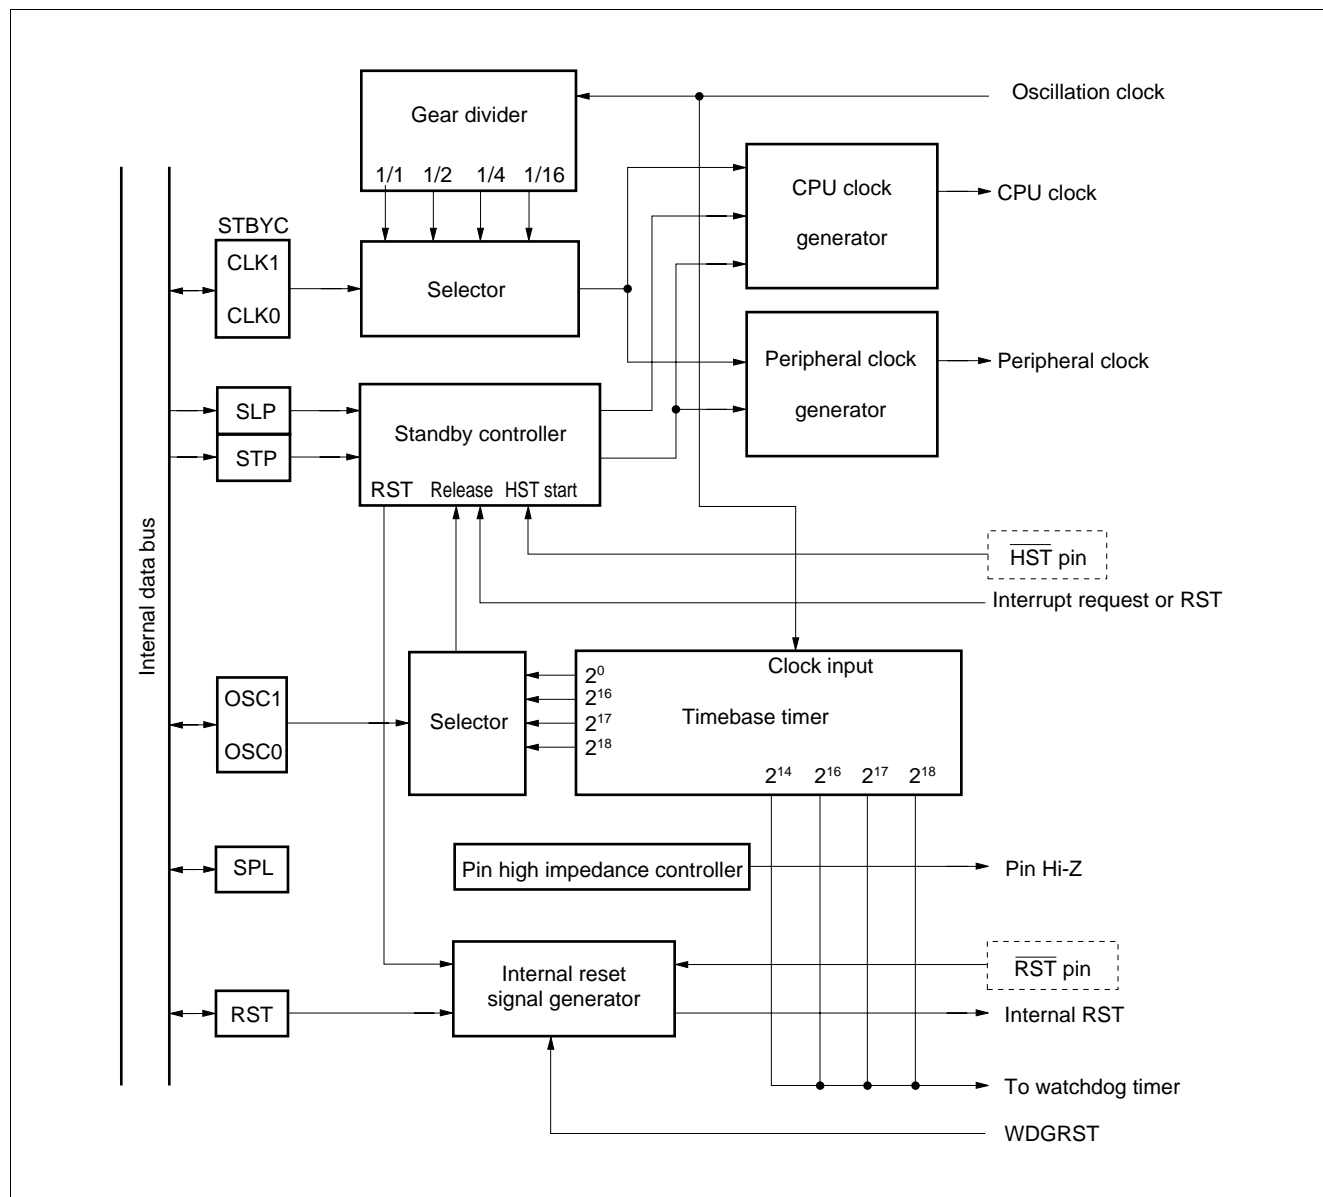 Gear divider
1/1 1/2 1/4 1/16
Oscillation clock
CPU clock
generator
CPU clock
STBYC
CLK1
CLK0
Selector
Peripheral clock
generator
Peripheral clock
SLP
STP
Standby controller
RST Release HST start
Internal data bus
HST pin
Interrupt request or RST
OSC1
OSC0
Selector
Clock input
Timebase timer
2⁰
2¹⁶
2¹⁷
2¹⁸
2¹⁴ 2¹⁶ 2¹⁷ 2¹⁸
SPL
Pin high impedance controller
Pin Hi-Z
RST
Internal reset
signal generator
RST pin
Internal RST
To watchdog timer
WDGRST